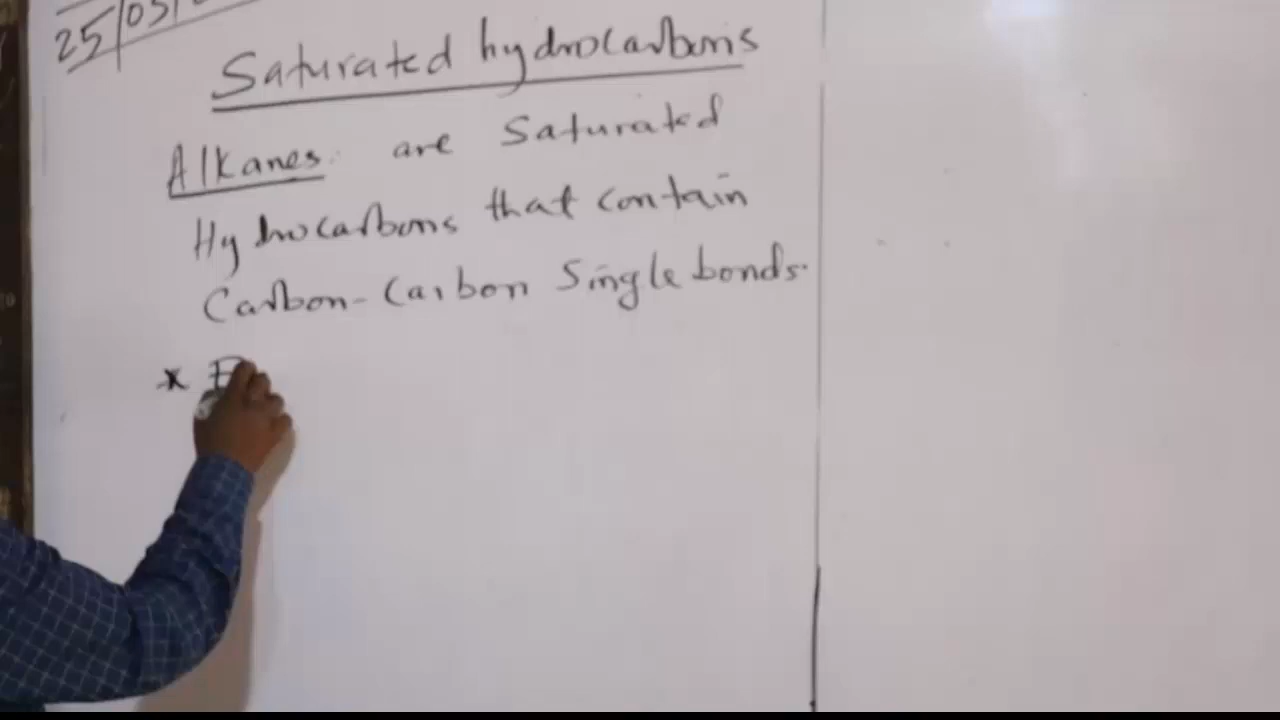 25/03/
Saturated hydrocarbons
Alkanes are Saturated
Hydrocarbons that contain
Carbon-Carbon Single bonds.
*